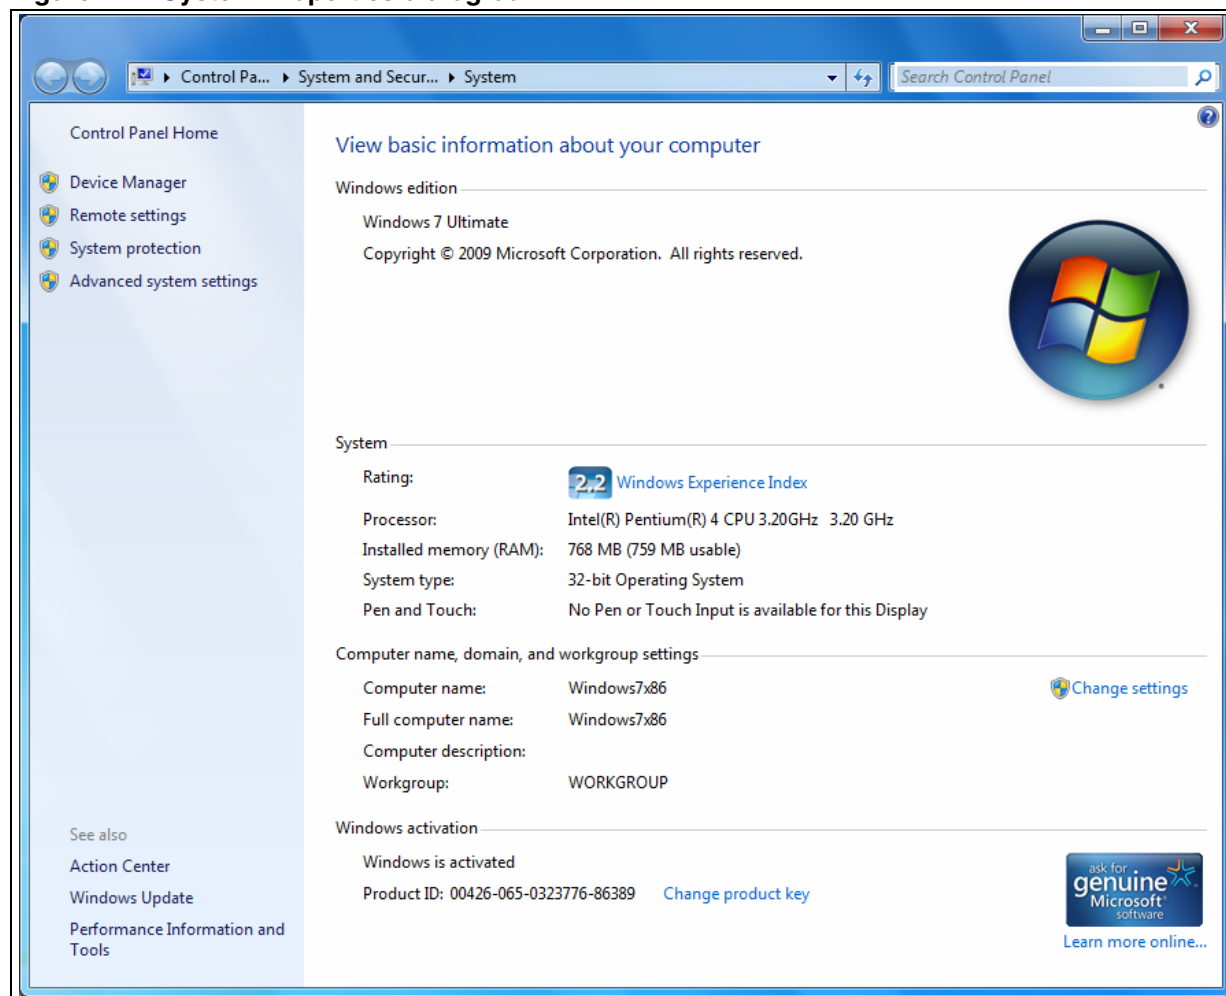 Control Pa... ▸ System and Secur... ▸ System
Search Control Panel
Control Panel Home
Device Manager
Remote settings
System protection
Advanced system settings
See also
Action Center
Windows Update
Performance Information and
Tools
View basic information about your computer
Windows edition
Windows 7 Ultimate
Copyright © 2009 Microsoft Corporation. All rights reserved.
System
Rating: 2,2 Windows Experience Index
Processor: Intel(R) Pentium(R) 4 CPU 3.20GHz 3.20 GHz
Installed memory (RAM): 768 MB (759 MB usable)
System type: 32-bit Operating System
Pen and Touch: No Pen or Touch Input is available for this Display
Computer name, domain, and workgroup settings
Computer name: Windows7x86
Change settings
Full computer name: Windows7x86
Computer description:
Workgroup: WORKGROUP
Windows activation
Windows is activated
Product ID: 00426-065-0323776-86389 Change product key
ask for
genuine
Microsoft
software
Learn more online...